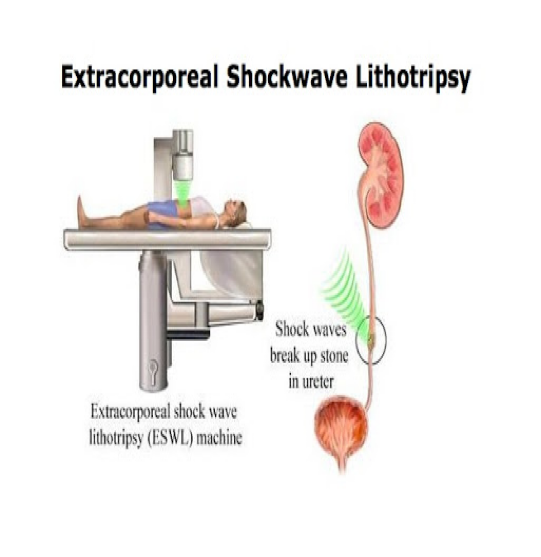 Extracorporeal Shockwave Lithotripsy
Shock waves
break up stone
in ureter
Extracorporeal shock wave
lithotripsy (ESWL) machine